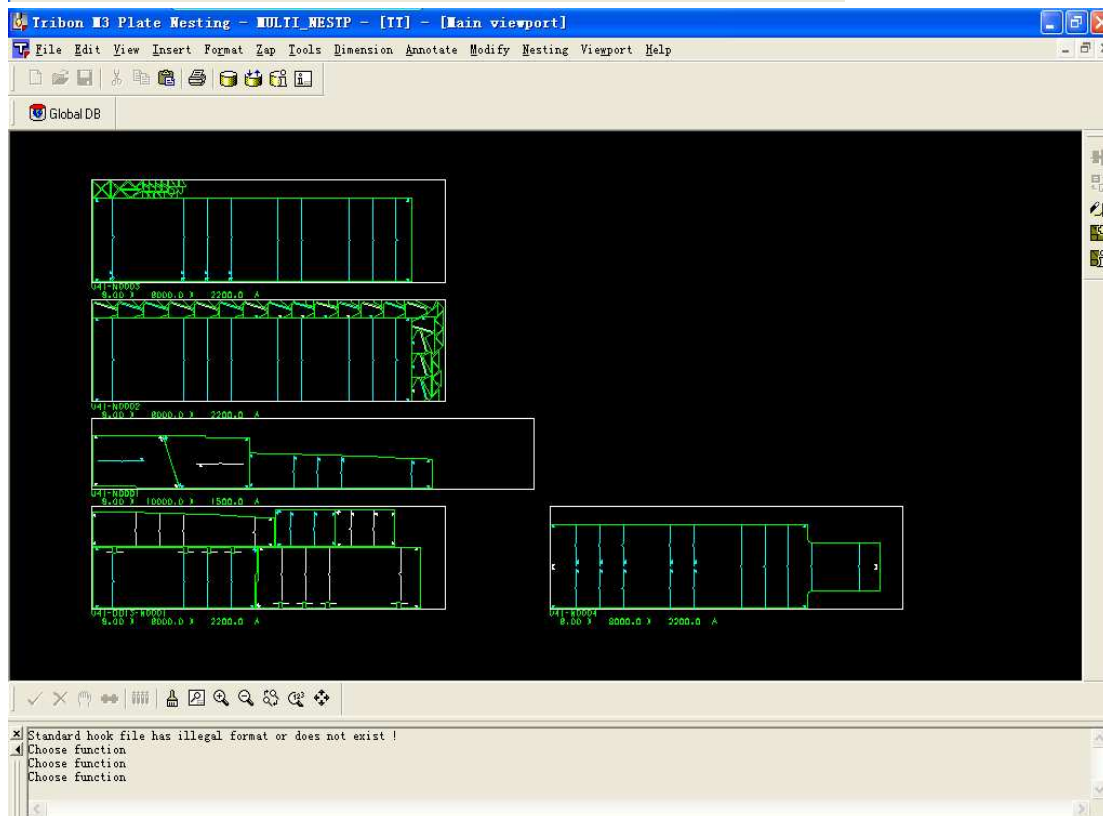 Tribon M3 Plate Nesting - MULTI_NESTP - [TT] - [Main viewport]
File Edit View Insert Format Zap Tools Dimension Annotate Modify Nesting Viewport Help
Global DB
U41-N0003
9.00 X 8000.0 X 2200.0 A
U41-N0002
9.00 X 8000.0 X 2200.0 A
U41-N0001
9.00 X 10000.0 X 1500.0 A
8000.0 X 2200.0 A
U41-N0004
8.00 X 8000.0 X 2200.0 A
Standard hook file has illegal format or does not exist !
Choose function
Choose function
Choose function